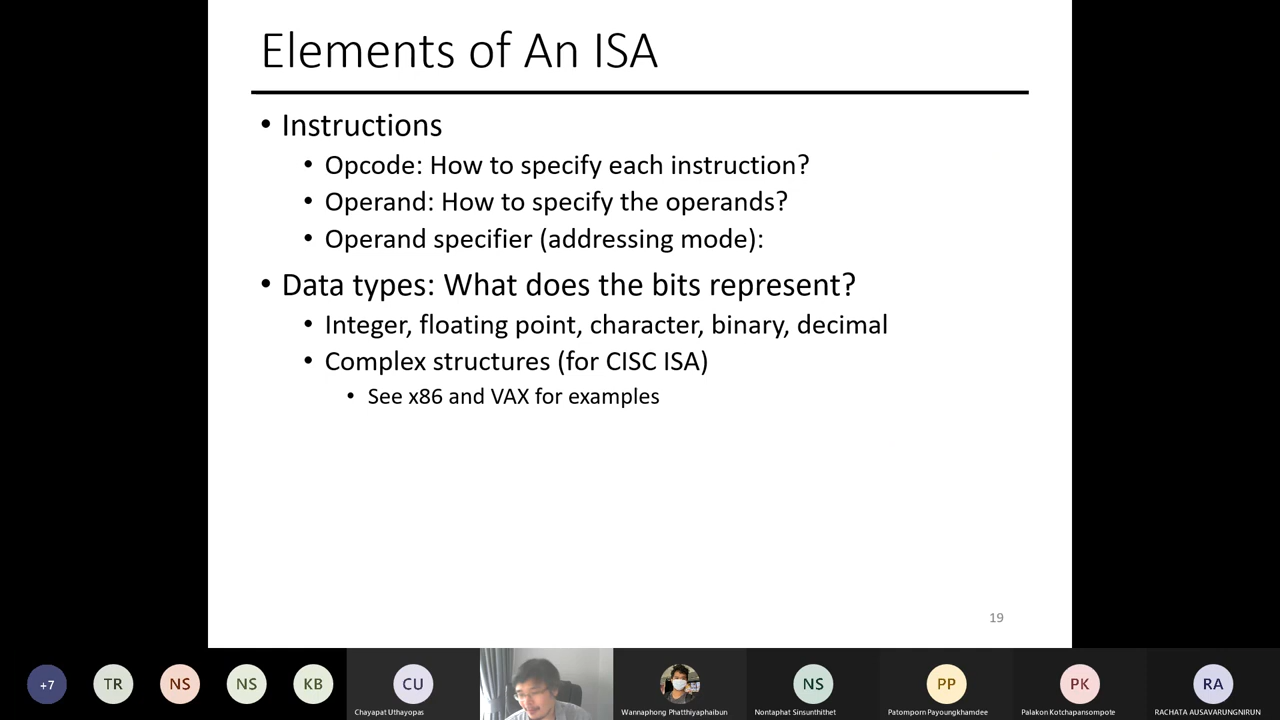 Elements of An ISA
• Instructions
• Opcode: How to specify each instruction?
• Operand: How to specify the operands?
• Operand specifier (addressing mode):
• Data types: What does the bits represent?
• Integer, floating point, character, binary, decimal
• Complex structures (for CISC ISA)
• See x86 and VAX for examples
19
+7 TR NS NS KB CU NS PP PK RA
Chayapat Uthayopas Wannaphong Phatthiyaphaibun Nontaphat Sinsunthithet Patomporn Payoungkhamdee Palakon Kotchapansompote RACHATA AUSAVARUNGNIRUN